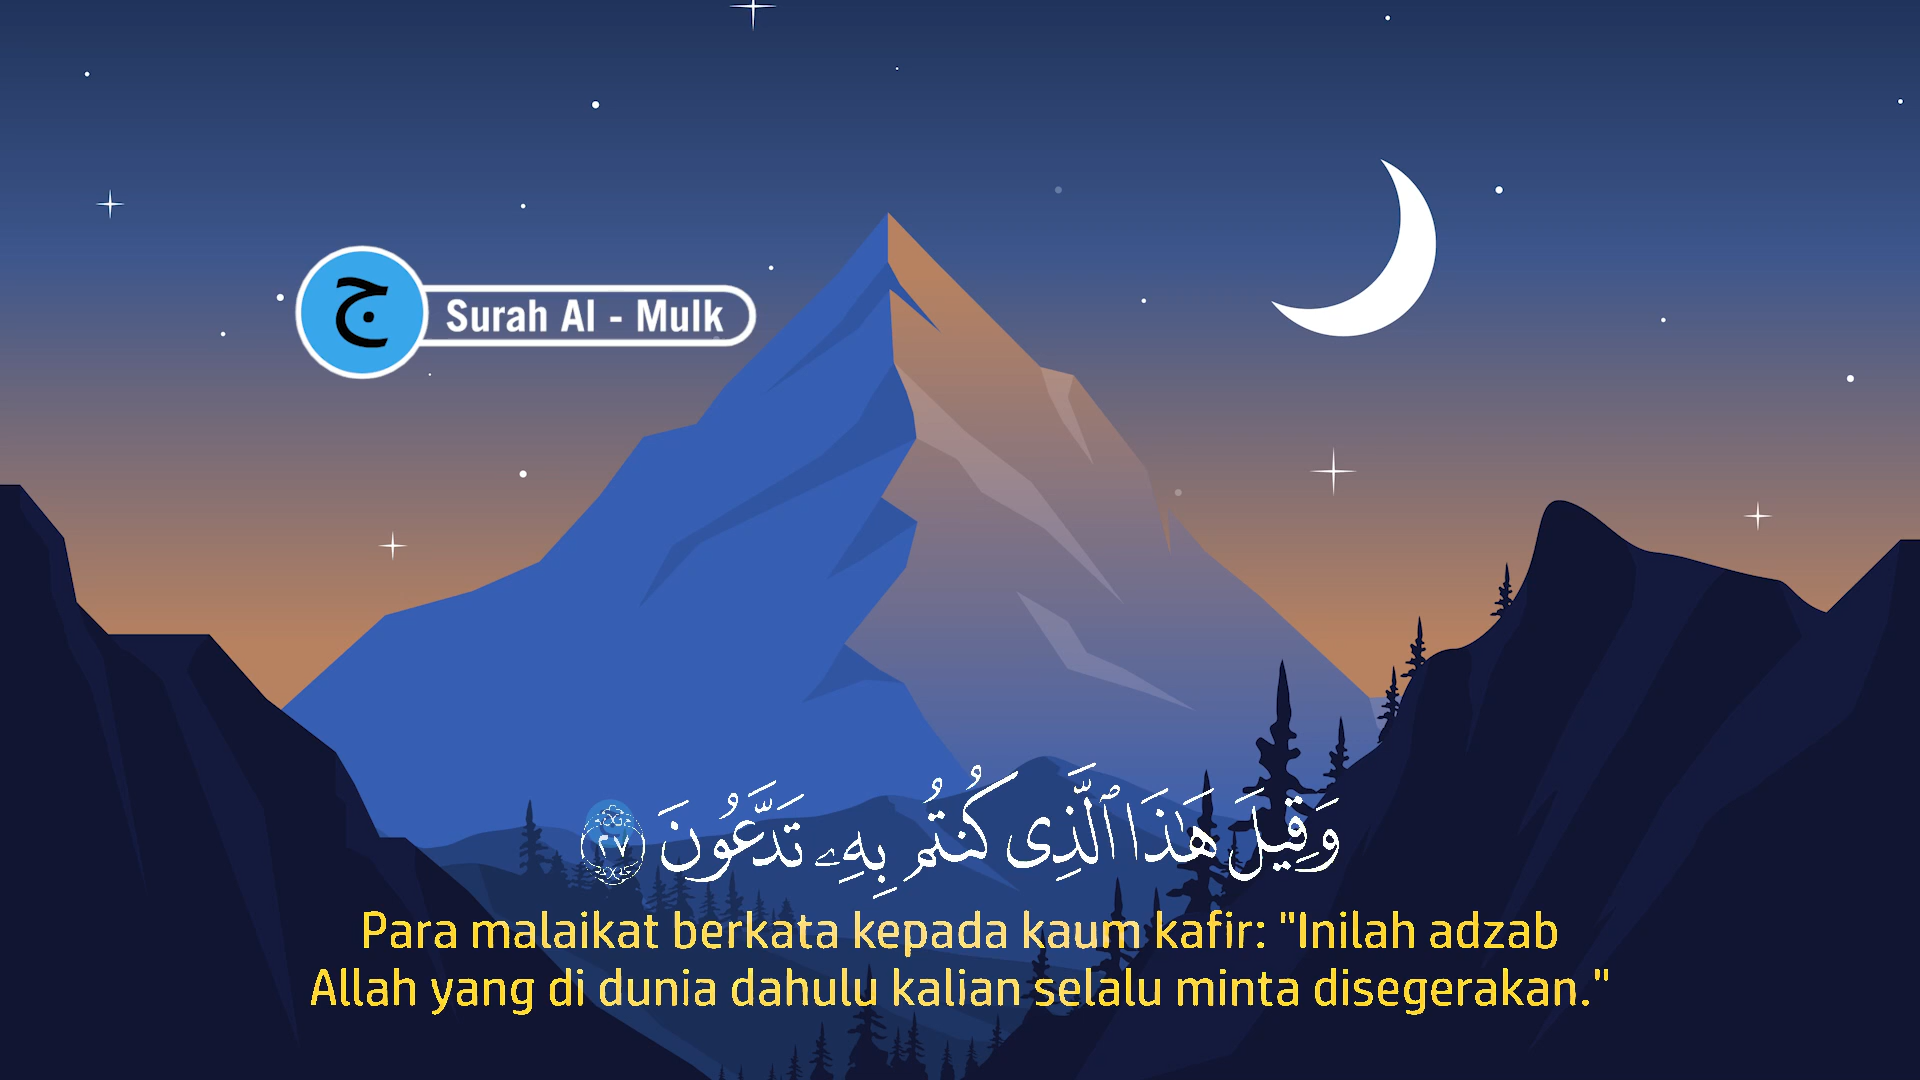 ج
Surah Al - Mulk
وَقِيلَ هَٰذَا ٱلَّذِى كُنتُم بِهِۦ تَدَّعُونَ ٢٧
Para malaikat berkata kepada kaum kafir: "Inilah adzab
Allah yang di dunia dahulu kalian selalu minta disegerakan."